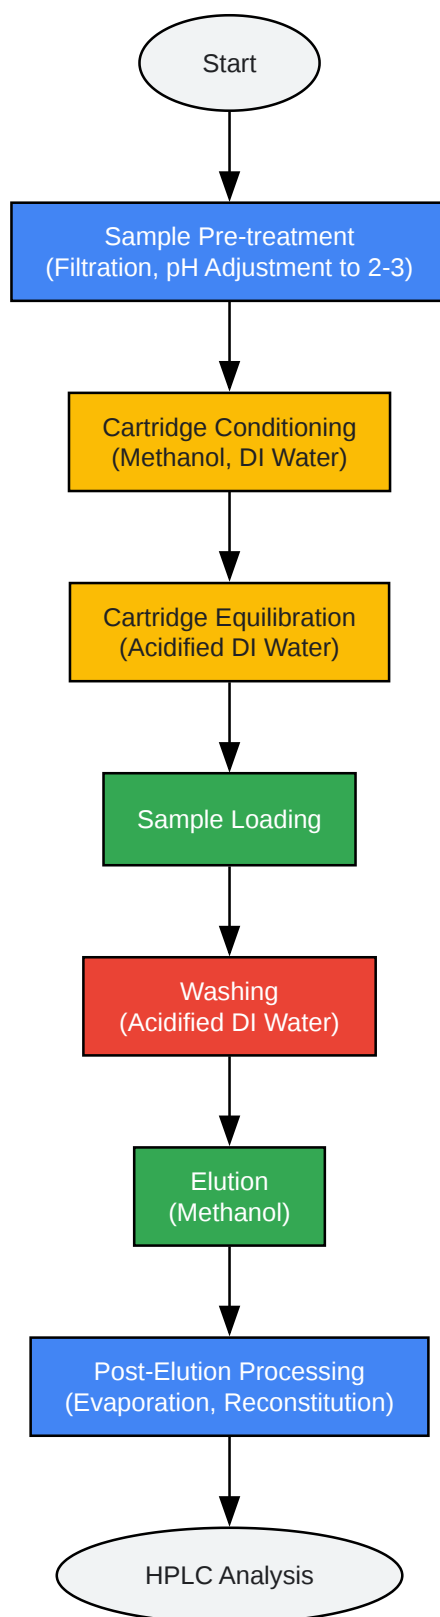 Start
Sample Pre-treatment
(Filtration, pH Adjustment to 2-3)
Cartridge Conditioning
(Methanol, DI Water)
Cartridge Equilibration
(Acidified DI Water)
Sample Loading
Washing
(Acidified DI Water)
Elution
(Methanol)
Post-Elution Processing
(Evaporation, Reconstitution)
HPLC Analysis